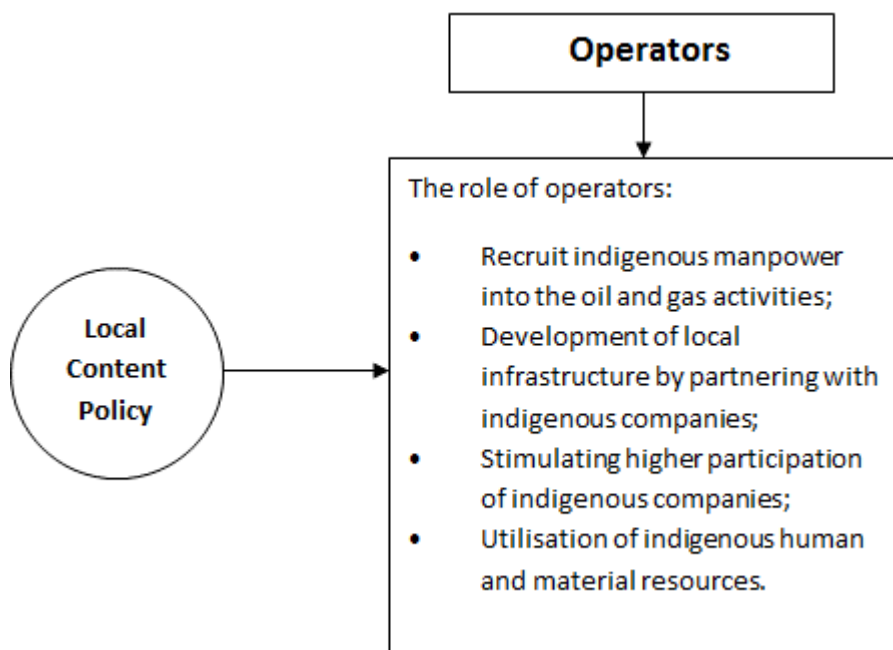 Operators
The role of operators:
• Recruit indigenous manpower
into the oil and gas activities;
• Development of local
infrastructure by partnering with
indigenous companies;
• Stimulating higher participation
of indigenous companies;
• Utilisation of indigenous human
and material resources.
Local
Content
Policy